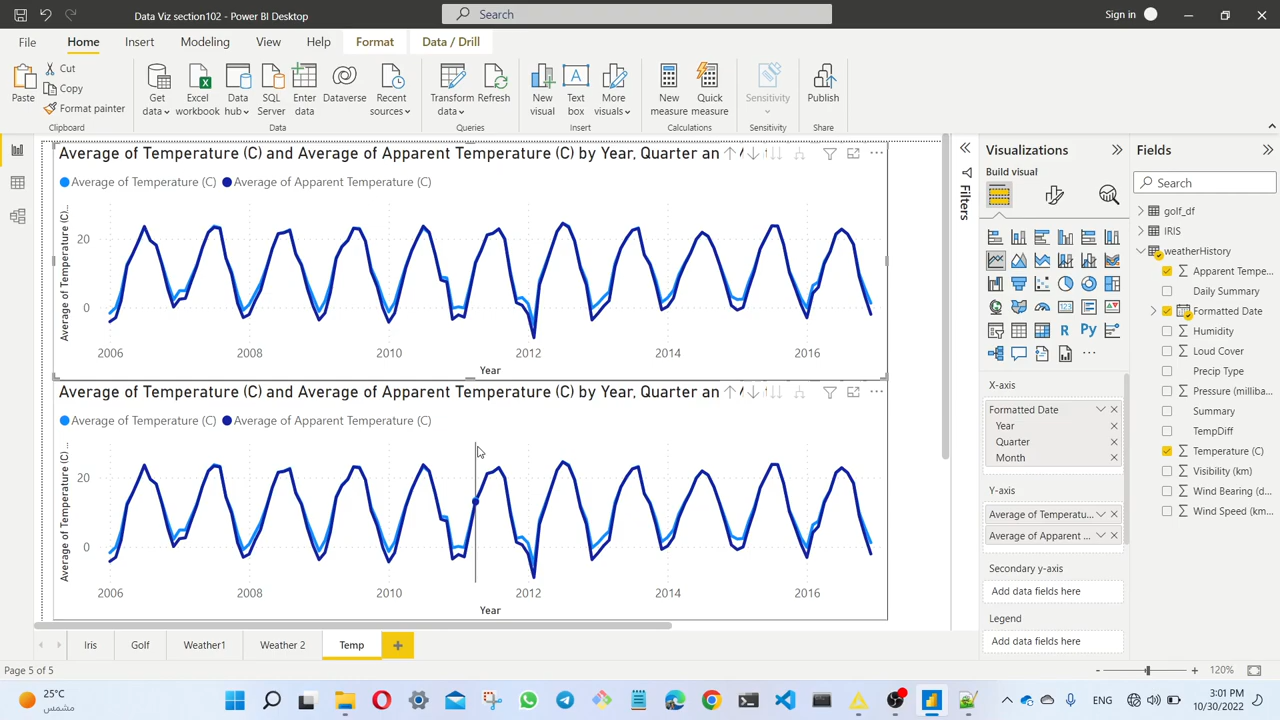 Data Viz section102 - Power BI Desktop
Search
Sign in
File
Home
Insert
Modeling
View
Help
Format
Data / Drill
Paste
Cut
Copy
Format painter
Clipboard
Get data
Excel workbook
Data hub
SQL Server
Enter data
Dataverse
Recent sources
Data
Transform data
Refresh
Queries
New visual
Text box
More visuals
Insert
New measure
Quick measure
Calculations
Sensitivity
Sensitivity
Publish
Share
Average of Temperature (C) and Average of Apparent Temperature (C) by Year, Quarter an
Average of Temperature (C)
Average of Apparent Temperature (C)
Average of Temperature (C)...
20
0
2006
2008
2010
2012
2014
2016
Year
Average of Temperature (C) and Average of Apparent Temperature (C) by Year, Quarter an
Average of Temperature (C)
Average of Apparent Temperature (C)
Average of Temperature (C) ...
20
0
2006
2008
2010
2012
2014
2016
Year
Filters
Visualizations
Build visual
R
Py
123
X-axis
Formatted Date
Year
Quarter
Month
Y-axis
Average of Temperatu...
Average of Apparent ...
Secondary y-axis
Add data fields here
Legend
Add data fields here
Fields
Search
golf_df
IRIS
weatherHistory
Apparent Tempe...
Daily Summary
Formatted Date
Humidity
Loud Cover
Precip Type
Pressure (milliba...
Summary
TempDiff
Temperature (C)
Visibility (km)
Wind Bearing (d...
Wind Speed (km...
Iris
Golf
Weather1
Weather 2
Temp
Page 5 of 5
120%
25°C
مشمس
ENG
3:01 PM
10/30/2022